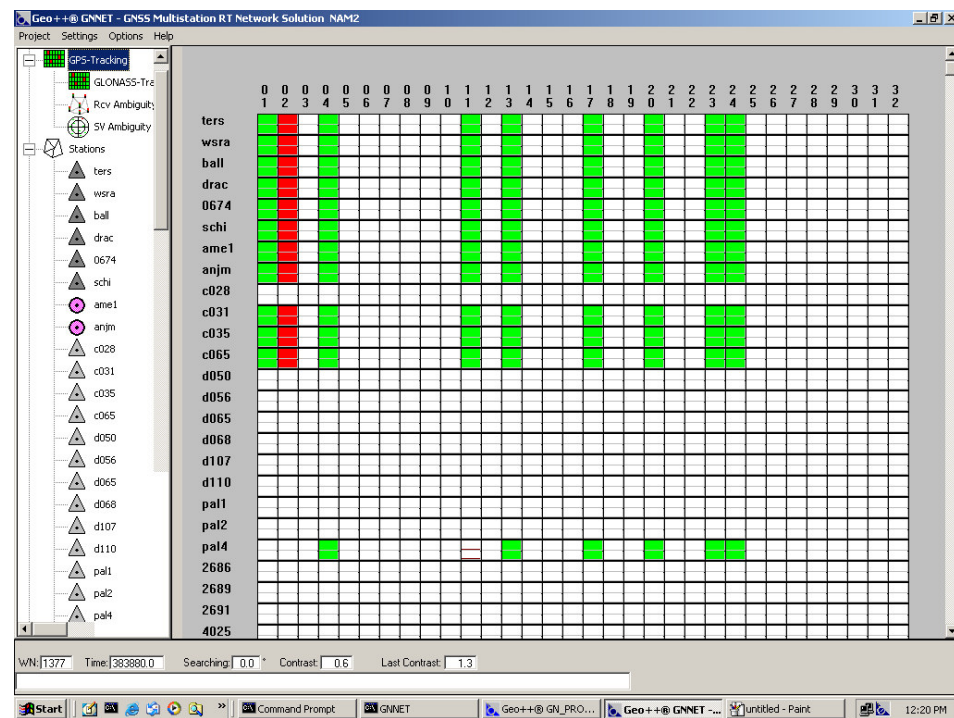 Geo++® GNNET - GNSS Multistation RT Network Solution NAM2
Project Settings Options Help
GPS-Tracking
GLONASS-Tra
Rcv Ambiguity
SV Ambiguity
Stations
ters
wsra
ball
drac
0674
schi
ame1
anjm
c028
c031
c035
c065
d050
d056
d065
d068
d107
d110
pal1
pal2
pal4
01 02 03 04 05 06 07 08 09 10 11 12 13 14 15 16 17 18 19 20 21 22 23 24 25 26 27 28 29 30 31 32
ters
wsra
ball
drac
0674
schi
ame1
anjm
c028
c031
c035
c065
d050
d056
d065
d068
d107
d110
pal1
pal2
pal4
2686
2689
2691
4025
WN: 1377 Time: 383880.0 Searching: 0.0 * Contrast: 0.6 Last Contrast: 1.3
Start » Command Prompt GNNET Geo++® GN_PRO... Geo++® GNNET -... untitled - Paint 12:20 PM